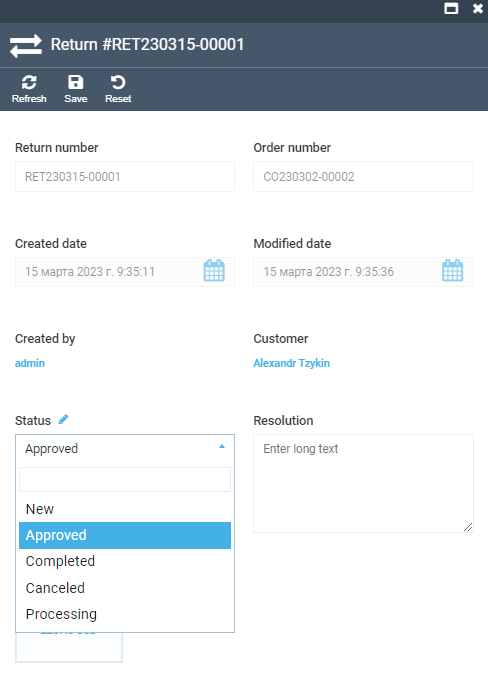 Return #RET230315-00001
Refresh Save Reset
Return number Order number
RET230315-00001 CO230302-00002
Created date Modified date
15 марта 2023 г. 9:35:11 15 марта 2023 г. 9:35:36
Created by Customer
admin Alexandr Tzykin
Status Resolution
Approved Enter long text
New
Approved
Completed
Canceled
Processing